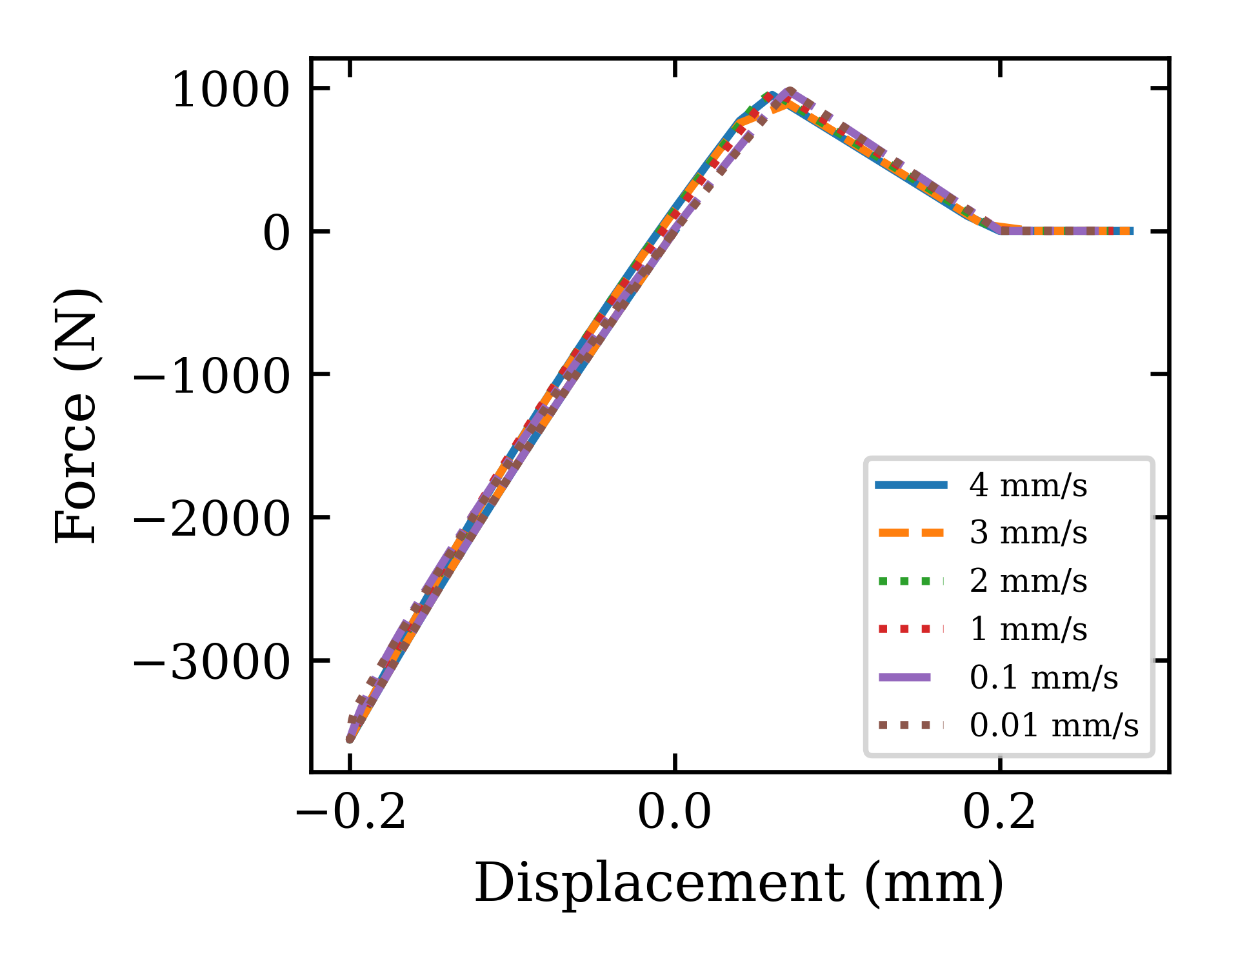 1000
0
−1000
−2000
−3000
Force (N)
4 mm/s
3 mm/s
2 mm/s
1 mm/s
0.1 mm/s
0.01 mm/s
−0.2
0.0
0.2
Displacement (mm)